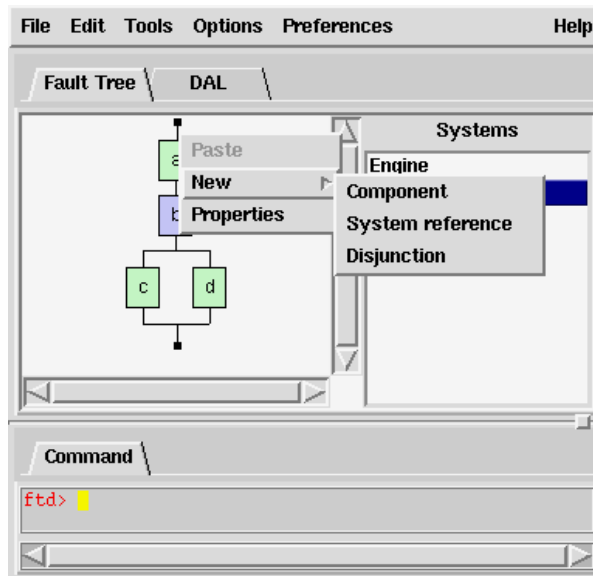 File Edit Tools Options Preferences Help
Fault Tree DAL
a
b
c d
Paste
New
Properties
Systems
Engine
Component
System reference
Disjunction
Command
ftd>